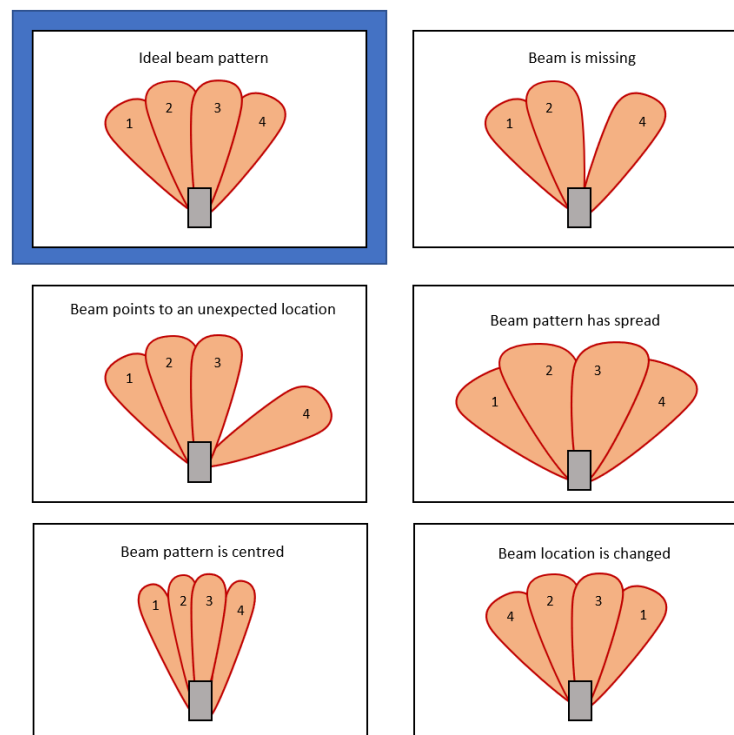 Ideal beam pattern
1 2 3 4
Beam is missing
1 2 4
Beam points to an unexpected location
1 2 3 4
Beam pattern has spread
1 2 3 4
Beam pattern is centred
1 2 3 4
Beam location is changed
4 2 3 1